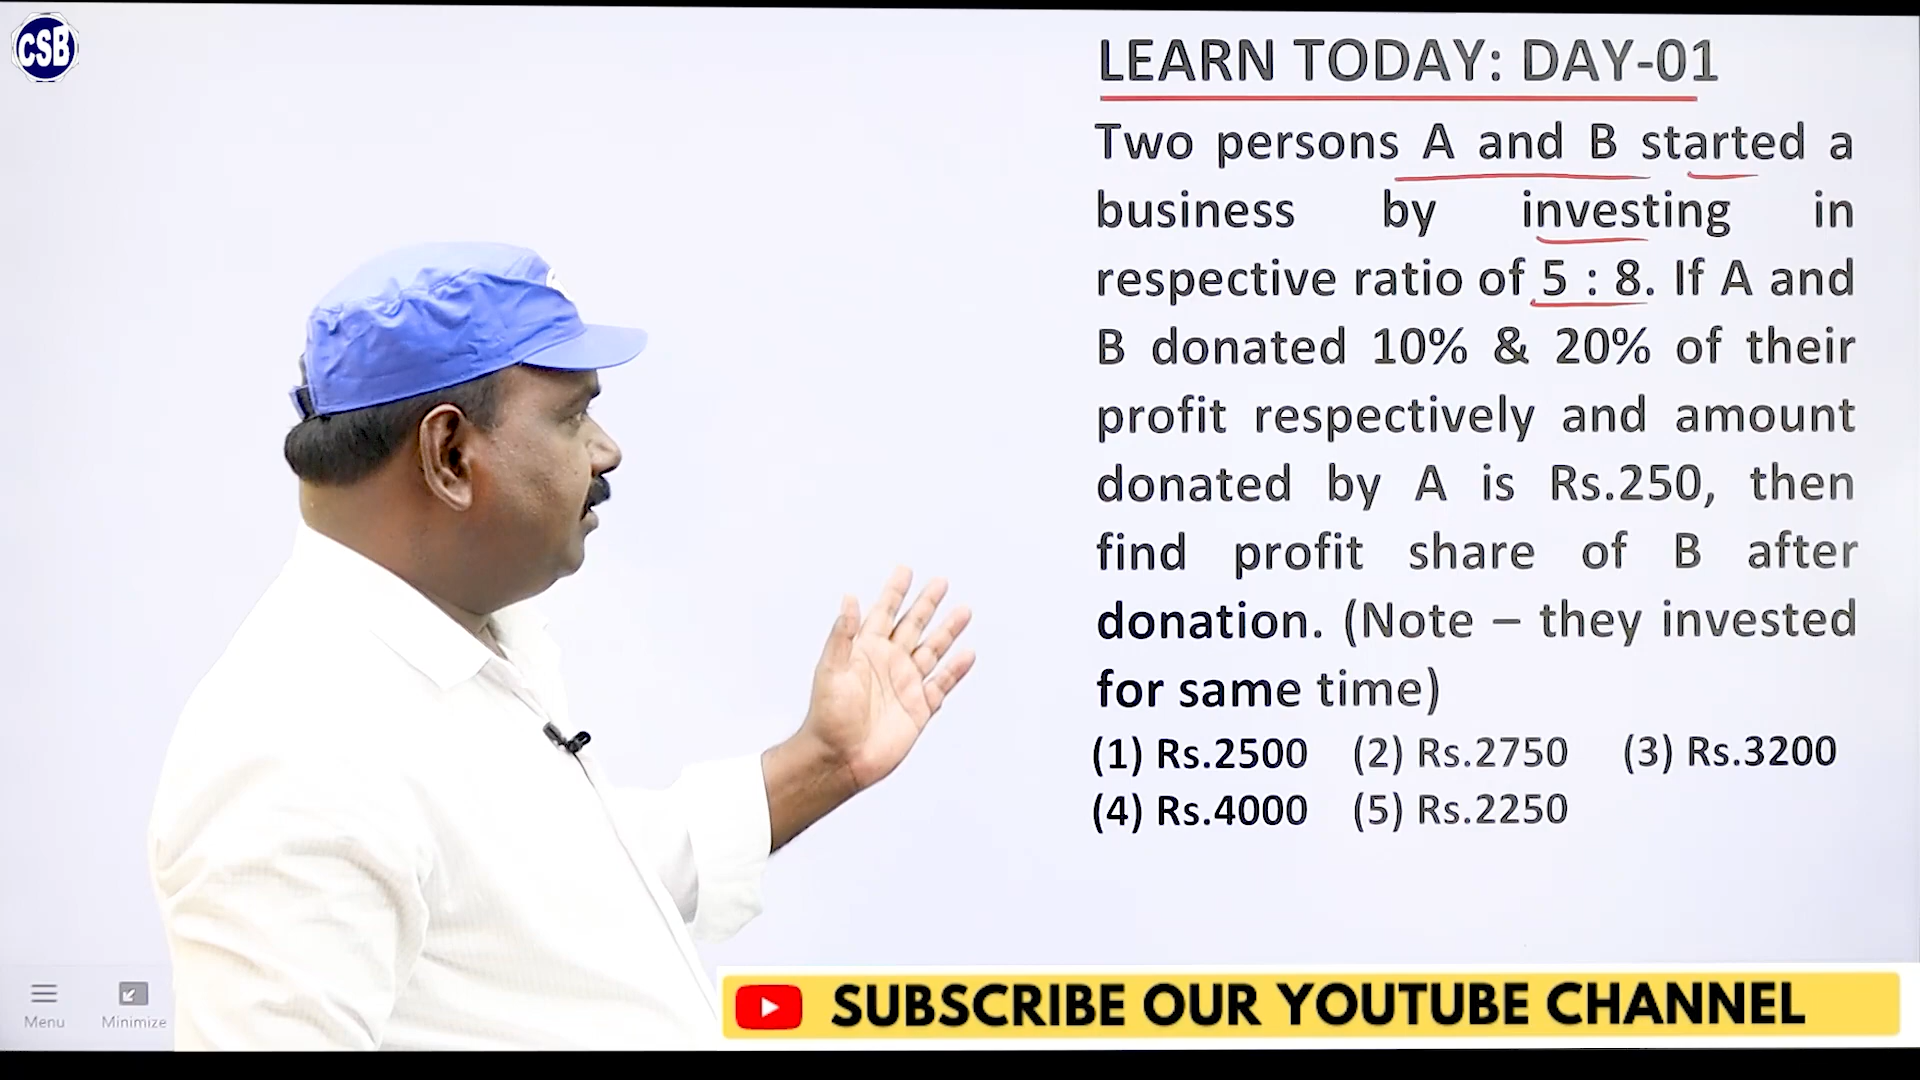 CSB
LEARN TODAY: DAY-01
Two persons A and B started a
business by investing in
respective ratio of 5 : 8. If A and
B donated 10% & 20% of their
profit respectively and amount
donated by A is Rs.250, then
find profit share of B after
donation. (Note – they invested
for same time)
(1) Rs.2500 (2) Rs.2750 (3) Rs.3200
(4) Rs.4000 (5) Rs.2250
Menu Minimize
SUBSCRIBE OUR YOUTUBE CHANNEL